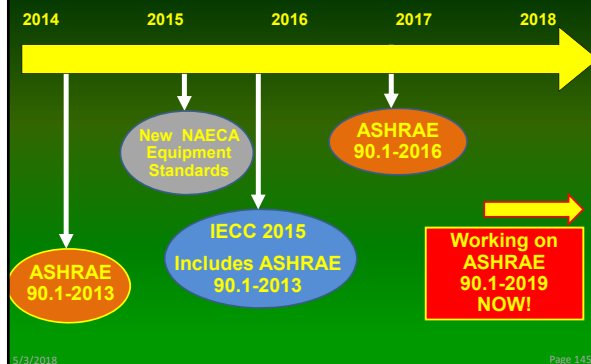 2014 2015 2016 2017 2018
New NAECA
Equipment
Standards
ASHRAE
90.1-2016
IECC 2015
Includes ASHRAE
90.1-2013
ASHRAE
90.1-2013
Working on
ASHRAE
90.1-2019
NOW!
5/3/2018 Page 145